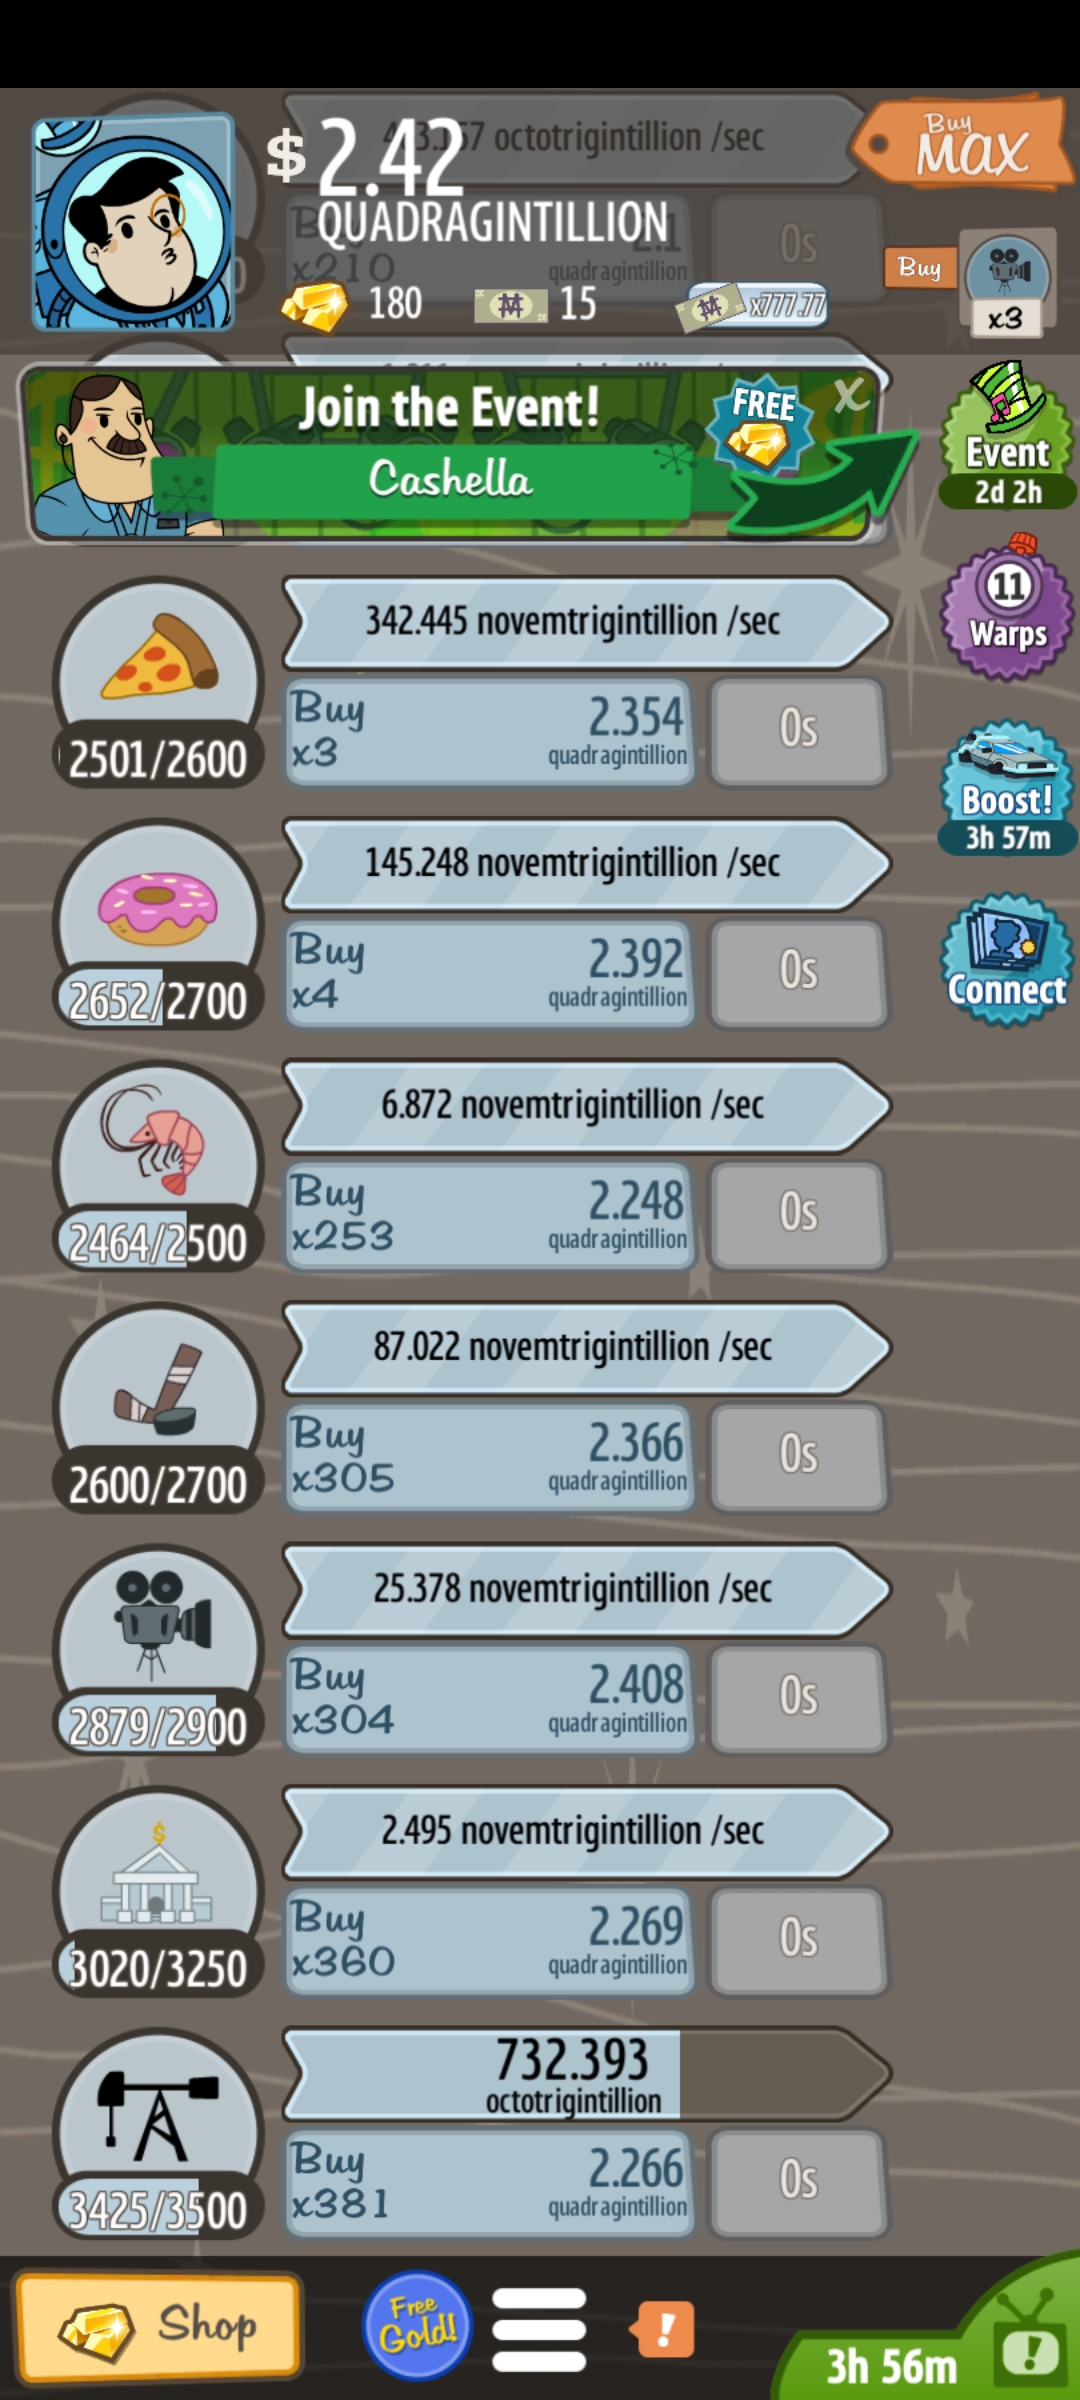 $ 2.42
QUADRAGINTILLION
octotrigintillion /sec
Buy
MAX
Buy
x210
quadragintillion
0s
180
15
x777.77
Buy
x3
Join the Event!
FREE
X
Cashella
Event
2d 2h
342.445 novemtrigintillion /sec
11
Warps
2501/2600
Buy
x3
2.354
quadragintillion
0s
Boost!
3h 57m
145.248 novemtrigintillion /sec
2652/2700
Buy
x4
2.392
quadragintillion
0s
Connect
6.872 novemtrigintillion /sec
2464/2500
Buy
x253
2.248
quadragintillion
0s
87.022 novemtrigintillion /sec
2600/2700
Buy
x305
2.366
quadragintillion
0s
25.378 novemtrigintillion /sec
2879/2900
Buy
x304
2.408
quadragintillion
0s
$
2.495 novemtrigintillion /sec
3020/3250
Buy
x360
2.269
quadragintillion
0s
732.393
octotrigintillion
3425/3500
Buy
x381
2.266
quadragintillion
0s
Shop
Free
Gold!
!
3h 56m
!